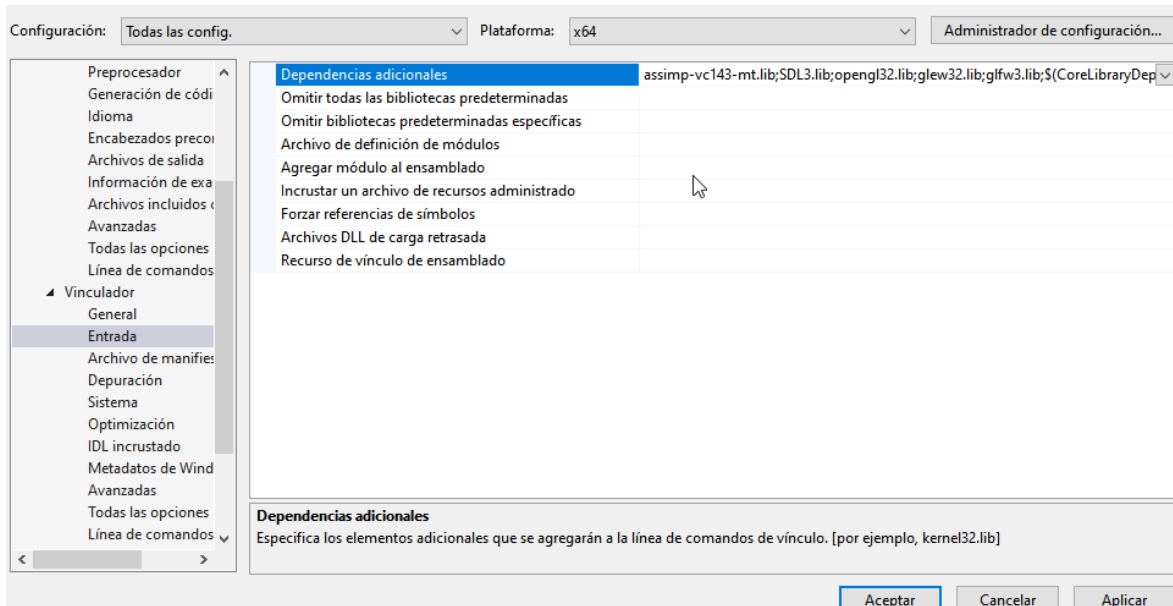 Configuración: Todas las config. Plataforma: x64 Administrador de configuración...
Preprocesador
Generación de códi
Idioma
Encabezados precor
Archivos de salida
Información de exa
Archivos incluidos
Avanzadas
Todas las opciones
Línea de comandos
Vinculador
General
Entrada
Archivo de manifies
Depuración
Sistema
Optimización
IDL incrustado
Metadatos de Wind
Avanzadas
Todas las opciones
Línea de comandos
Dependencias adicionales assimp-vc143-mt.lib;SDL3.lib;opengl32.lib;glew32.lib;glfw3.lib;$(CoreLibraryDep
Omitir todas las bibliotecas predeterminadas
Omitir bibliotecas predeterminadas específicas
Archivo de definición de módulos
Agregar módulo al ensamblado
Incrustar un archivo de recursos administrado
Forzar referencias de símbolos
Archivos DLL de carga retrasada
Recurso de vínculo de ensamblado
Dependencias adicionales
Especifica los elementos adicionales que se agregarán a la línea de comandos de vínculo. [por ejemplo, kernel32.lib]
Aceptar Cancelar Aplicar